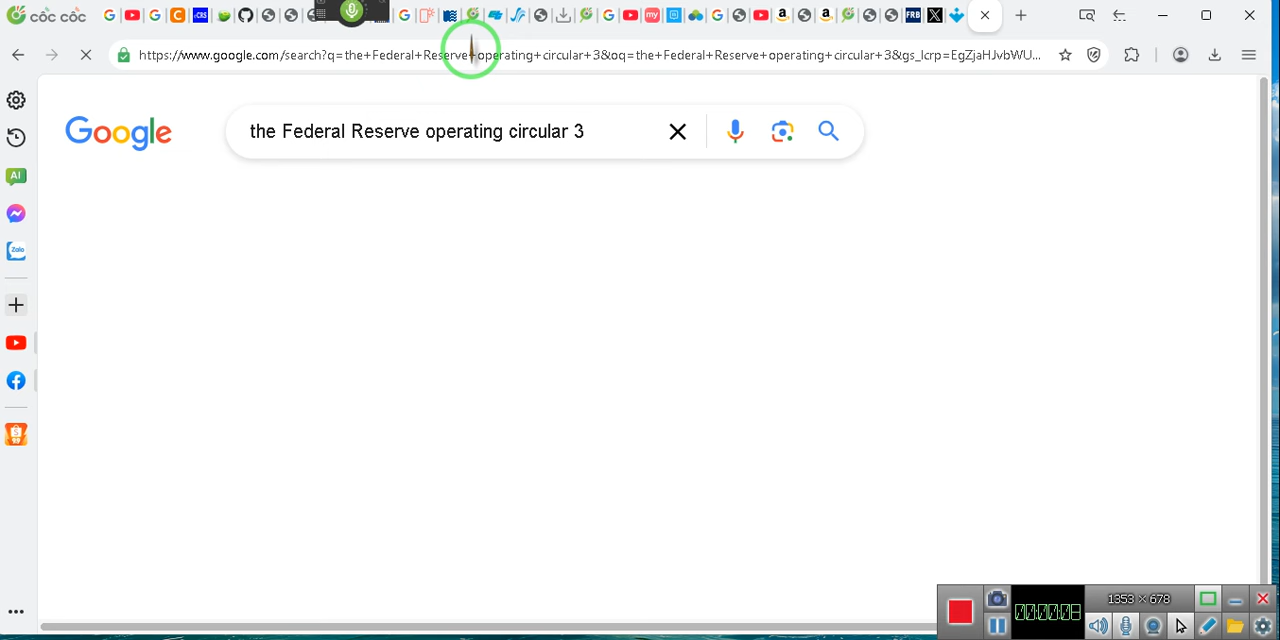 cốc cốc
https://www.google.com/search?q=the+Federal+Reserve+operating+circular+3&oq=the+Federal+Reserve+operating+circular+3&gs_lcrp=EgZjaHJvbWU...
Google
the Federal Reserve operating circular 3
AI
Zalo
1353 × 678